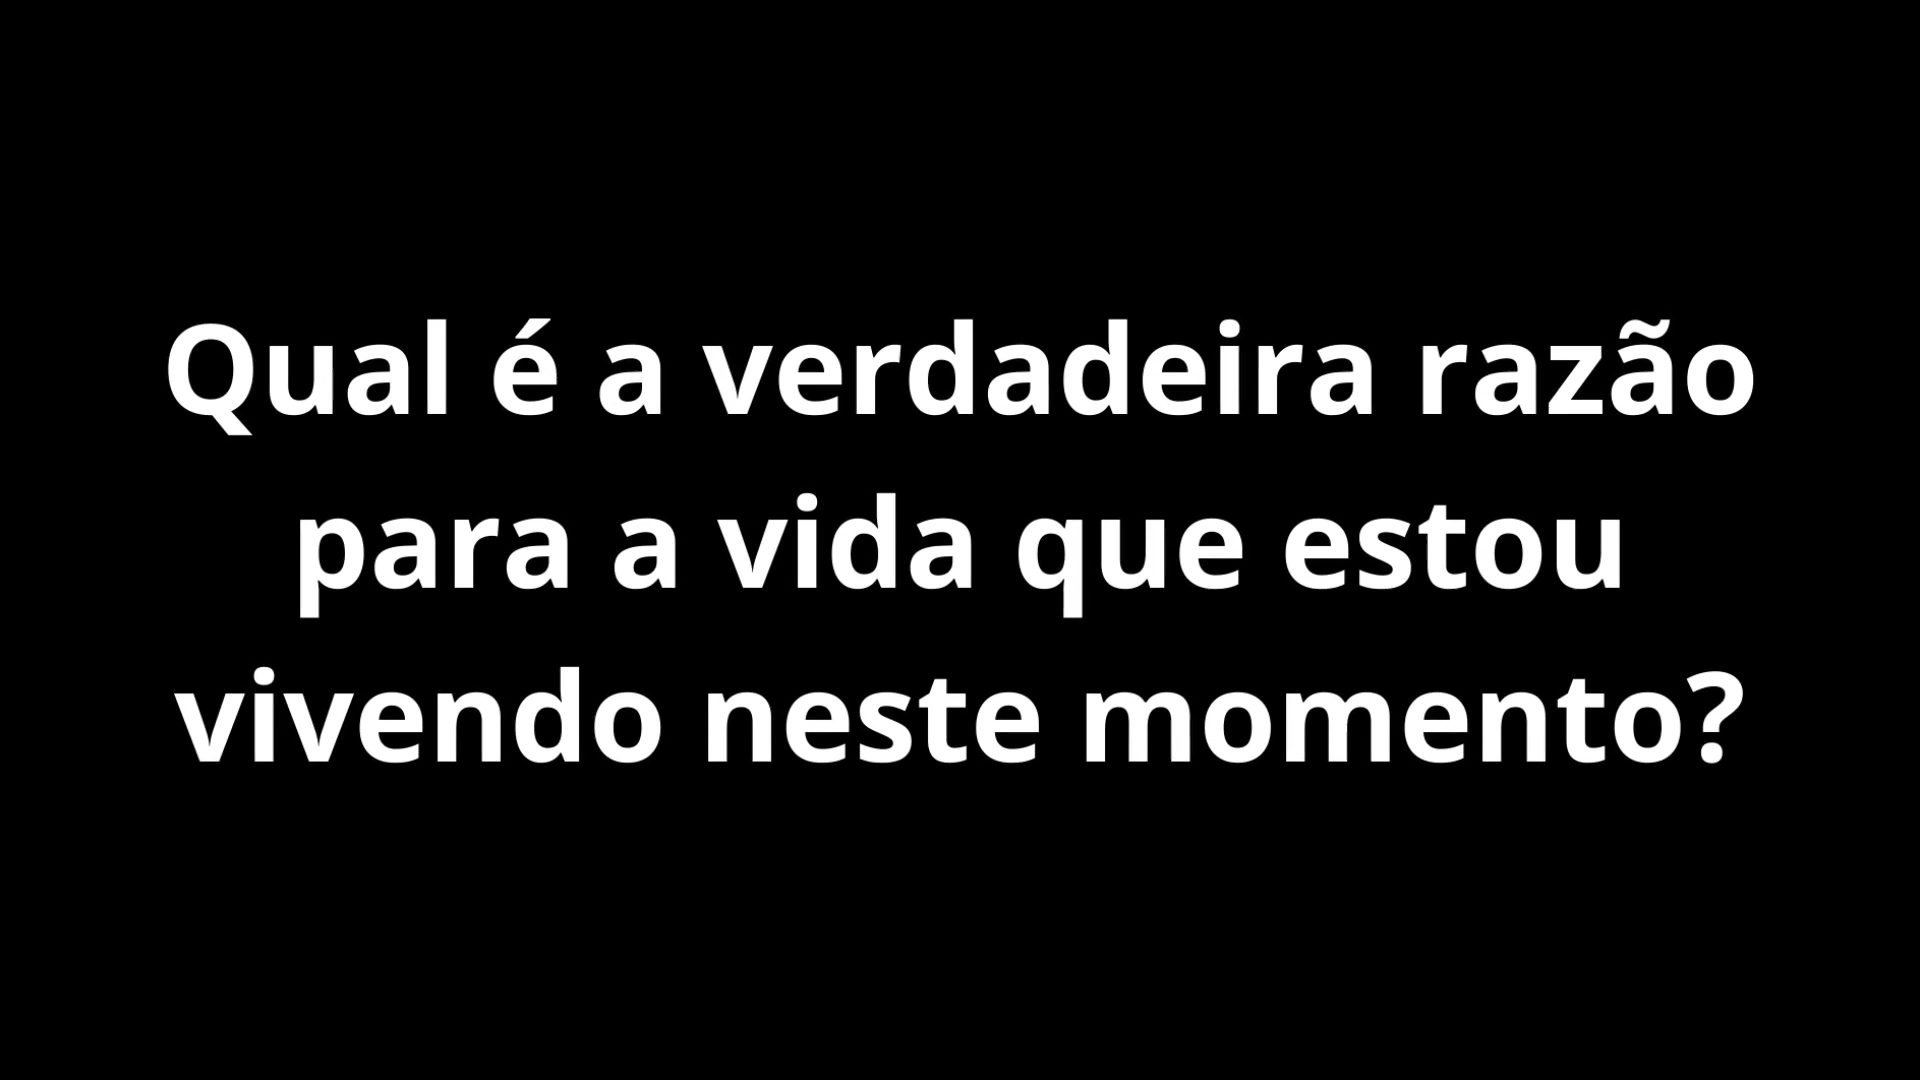 Qual é a verdadeira razão
para a vida que estou
vivendo neste momento?